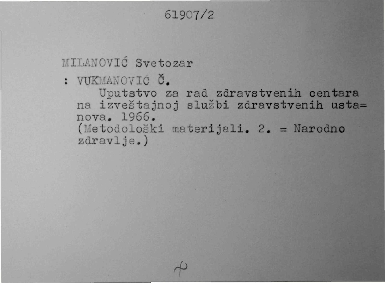 61907/2
MILANOVIĆ Svetozar
: VUKMANOVIĆ Č.
Uputstvo za rad zdravstvenih centara
na izveštajnoj službi zdravstvenih usta=
nova. 1966.
(Metodološki materijali. 2. = Narodno
zdravlje.)